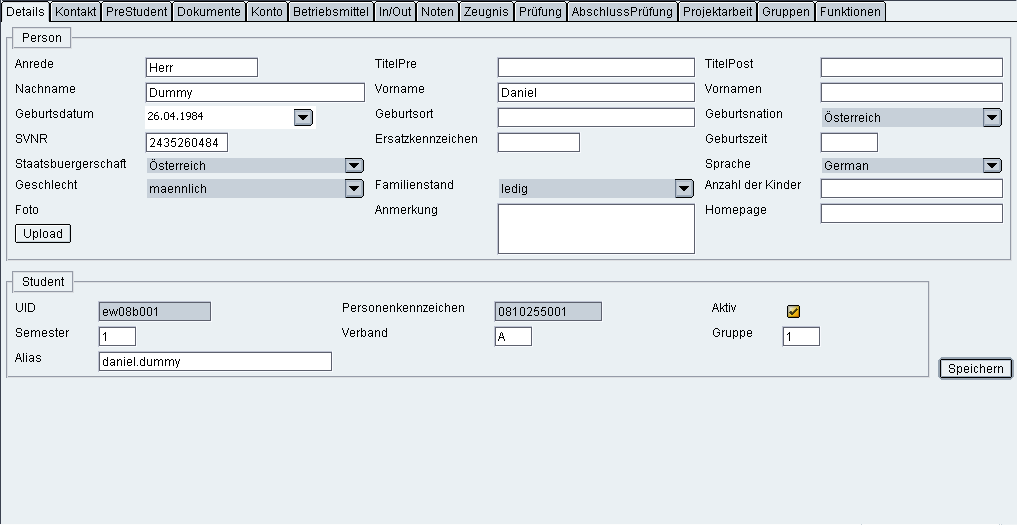 Details Kontakt PreStudent Dokumente Konto Betriebsmittel In/Out Noten Zeugnis Prüfung AbschlussPrüfung Projektarbeit Gruppen Funktionen
Person
Anrede Herr TitelPre TitelPost
Nachname Dummy Vorname Daniel Vornamen
Geburtsdatum 26.04.1984 Geburtsort Geburtsnation Österreich
SVNR 2435260484 Ersatzkennzeichen Geburtszeit
Staatsbuergerschaft Österreich Sprache German
Geschlecht maennlich Familienstand ledig Anzahl der Kinder
Foto Anmerkung Homepage
Upload
Student
UID ew08b001 Personenkennzeichen 0810255001 Aktiv
Semester 1 Verband A Gruppe 1
Alias daniel.dummy
Speichern